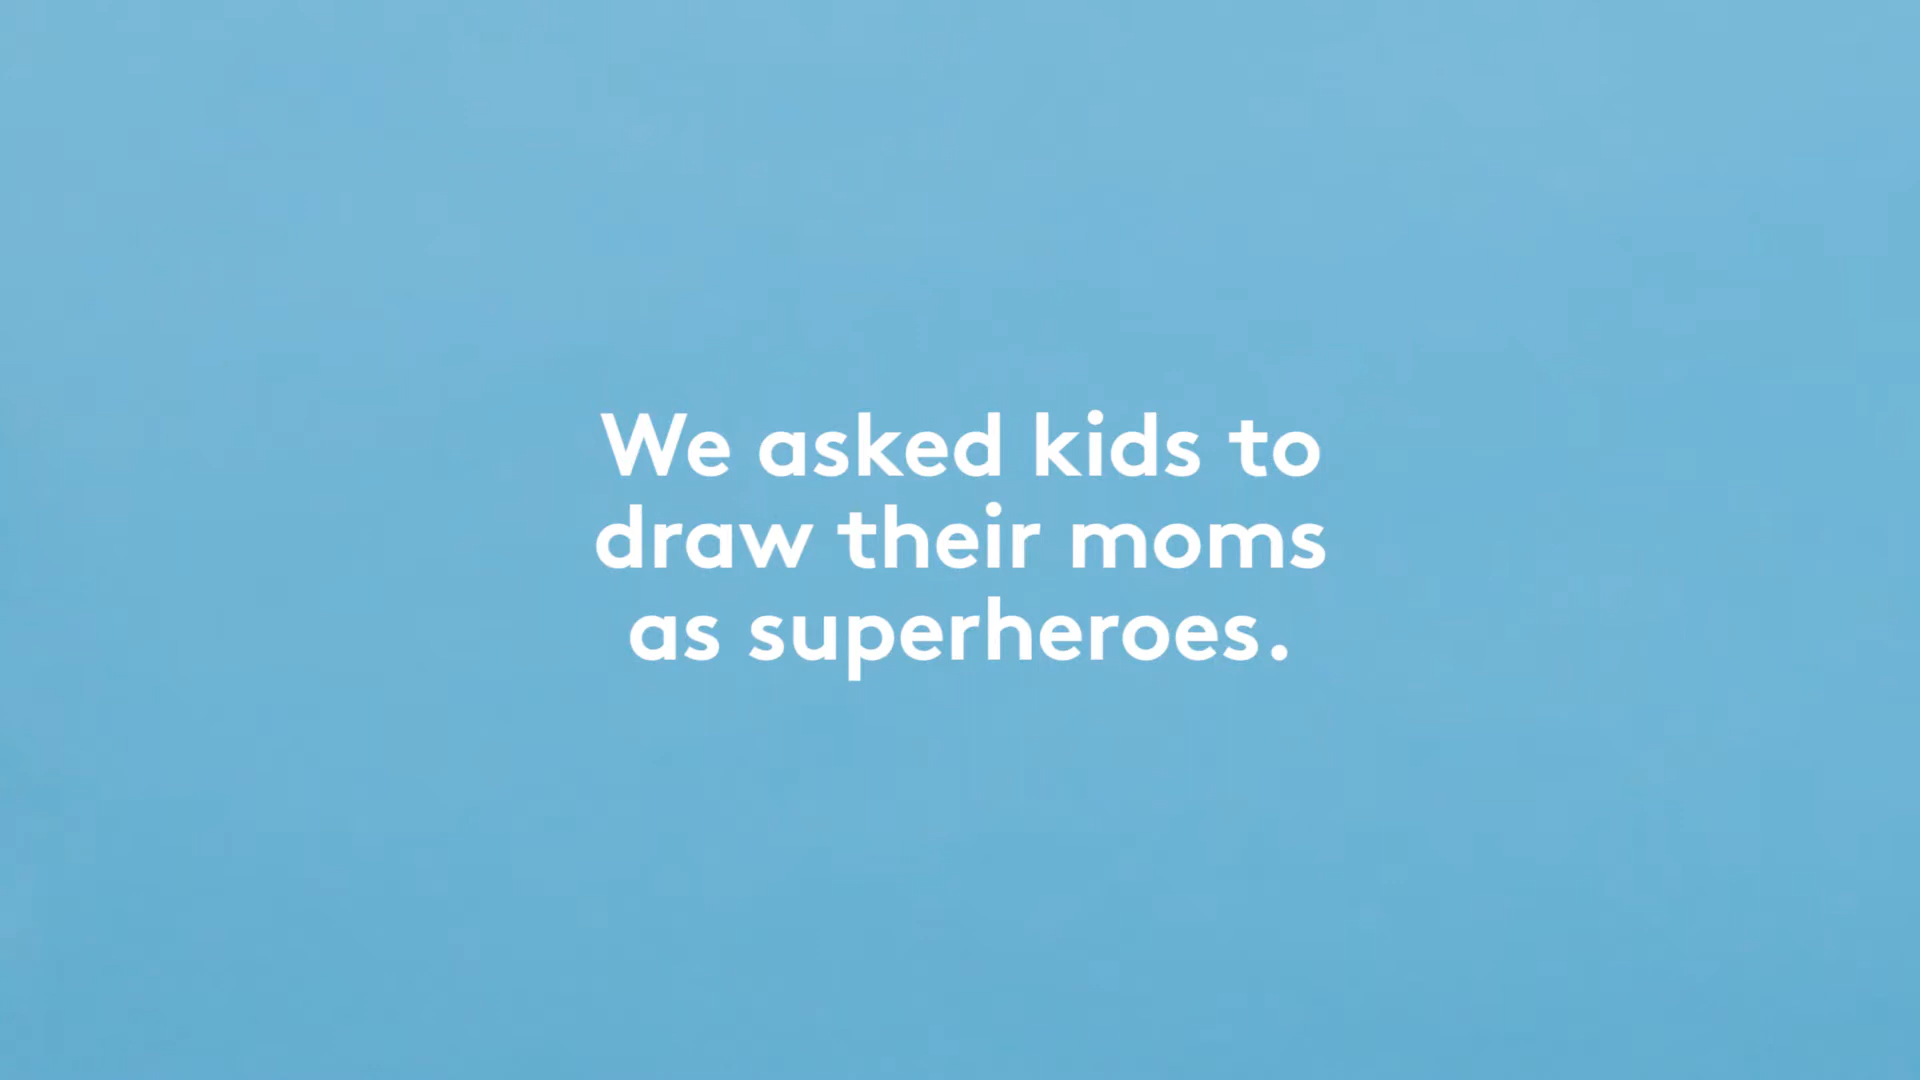 We asked kids to
draw their moms
as superheroes.